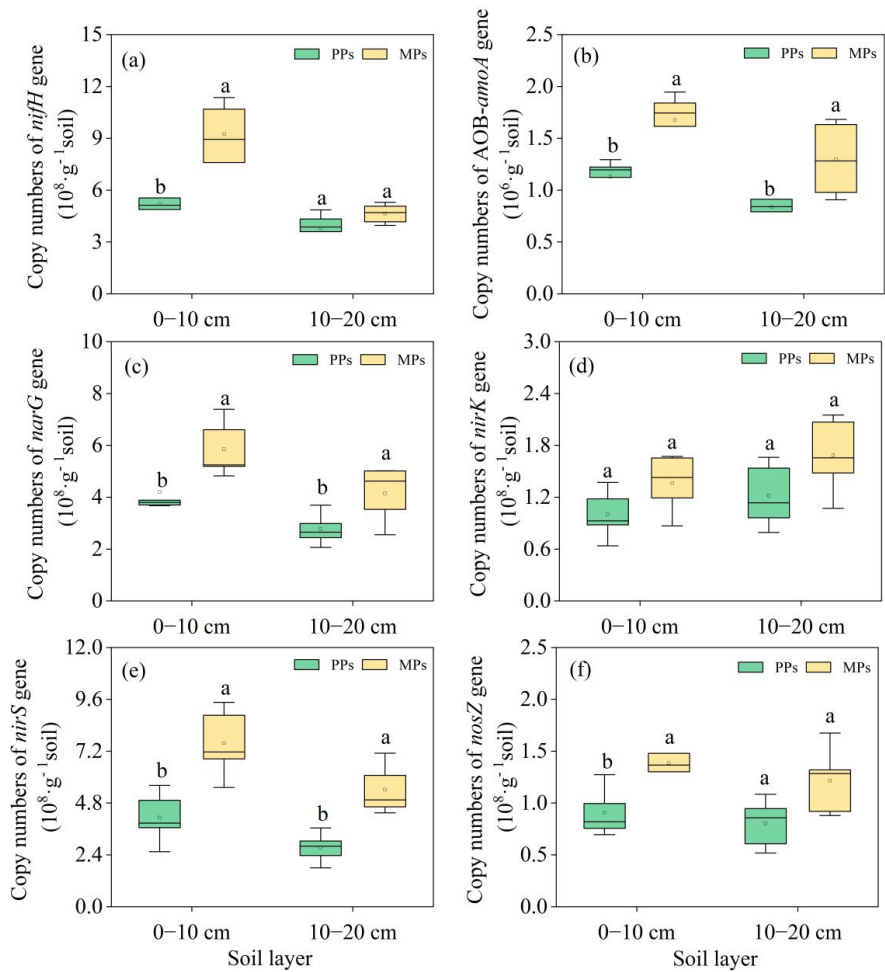 Copy numbers of nifH gene
(10⁸·g⁻¹soil)
(a)
PPs MPs
15
12
9
6
3
0
b a a a
0−10 cm 10−20 cm
Copy numbers of AOB-amoA gene
(10⁶·g⁻¹soil)
(b)
PPs MPs
2.5
2.0
1.5
1.0
0.5
0.0
b a b a
0−10 cm 10−20 cm
Copy numbers of narG gene
(10⁸·g⁻¹soil)
(c)
PPs MPs
10
8
6
4
2
0
b a b a
0−10 cm 10−20 cm
Copy numbers of nirK gene
(10⁸·g⁻¹soil)
(d)
PPs MPs
3.0
2.4
1.8
1.2
0.6
0.0
a a a a
0−10 cm 10−20 cm
Copy numbers of nirS gene
(10⁸·g⁻¹soil)
(e)
PPs MPs
12.0
9.6
7.2
4.8
2.4
0.0
b a b a
0−10 cm 10−20 cm
Soil layer
Copy numbers of nosZ gene
(10⁸·g⁻¹soil)
(f)
PPs MPs
2.5
2.0
1.5
1.0
0.5
0.0
b a a a
0−10 cm 10−20 cm
Soil layer